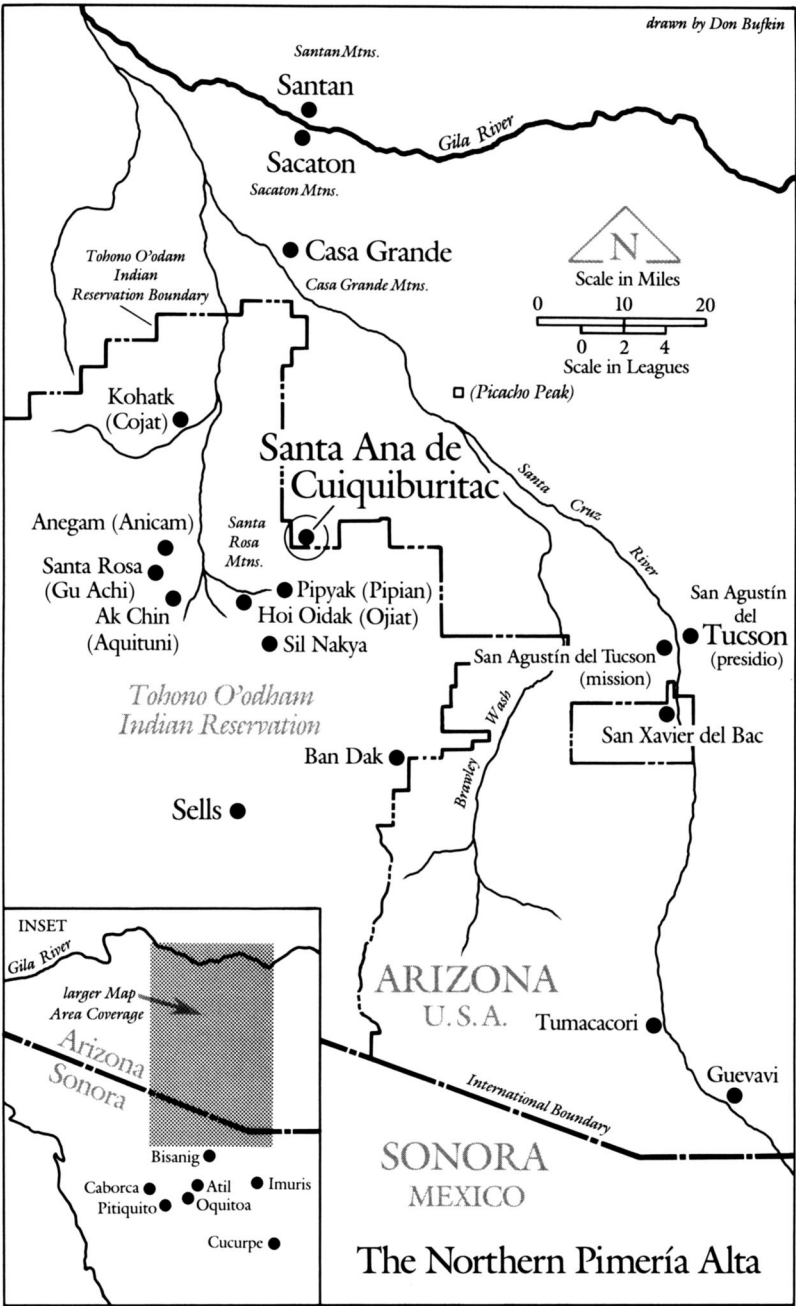 drawn by Don Bufkin
Santan Mtns.
Santan
Gila River
Sacaton
Sacaton Mtns.
Casa Grande
Casa Grande Mtns.
Tohono O'odam
Indian
Reservation Boundary
N
Scale in Miles
0 10 20
0 2 4
Scale in Leagues
(Picacho Peak)
Kohatk
(Cojat)
Santa Ana de
Cuiquiburitac
Santa Cruz River
Anegam (Anicam)
Santa
Rosa
Mtns.
Santa Rosa
(Gu Achi)
Ak Chin
(Aquituni)
Pipyak (Pipian)
Hoi Oidak (Ojiat)
Sil Nakya
San Agustín
del
Tucson
(presidio)
San Agustín del Tucson
(mission)
Tohono O'odham
Indian Reservation
San Xavier del Bac
Ban Dak
Brawley Wash
Sells
INSET
Gila River
larger Map
Area Coverage
Arizona
Sonora
Bisanig
Caborca
Atil
Imuris
Pitiquito
Oquitoa
Cucurpe
ARIZONA
U.S.A.
Tumacacori
Guevavi
International Boundary
SONORA
MEXICO
The Northern Pimería Alta